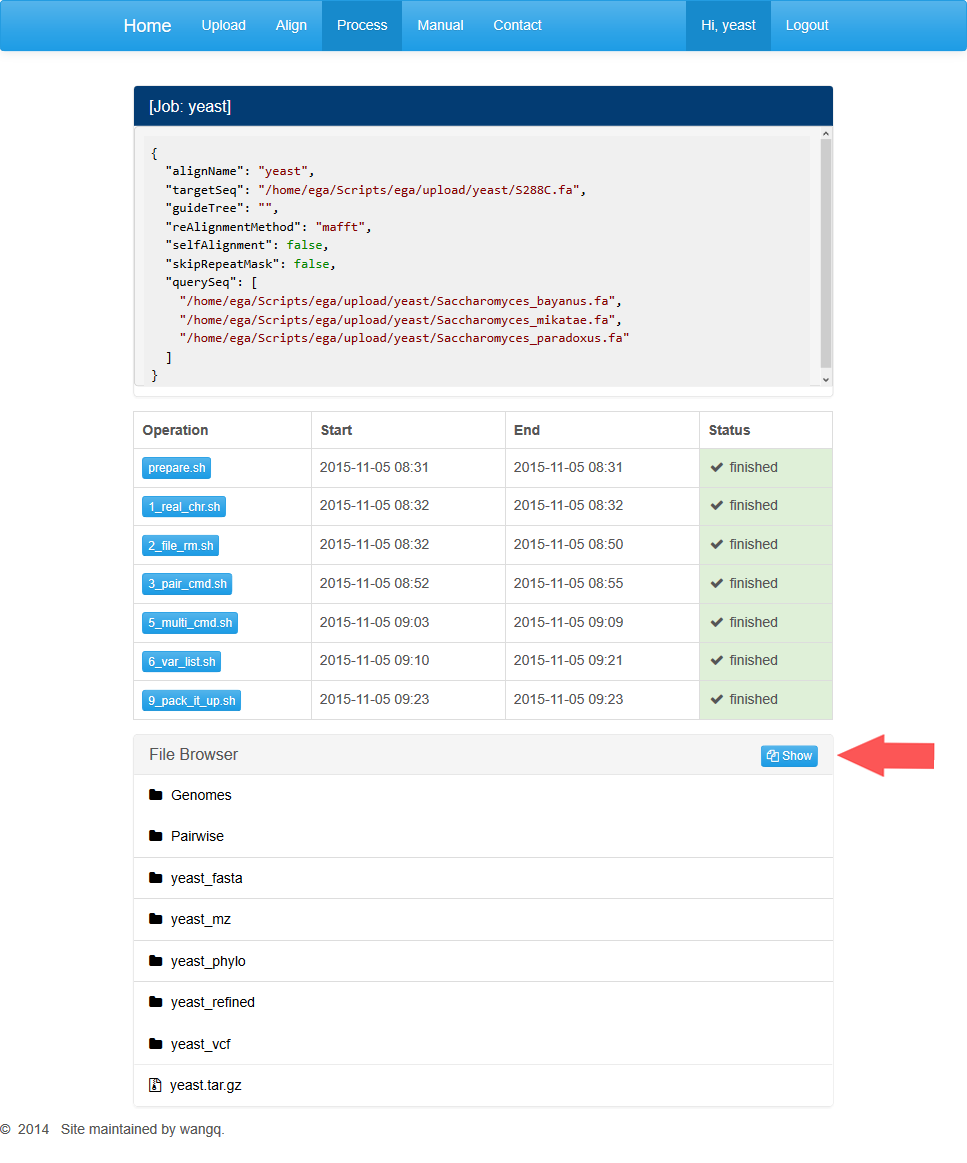 Home Upload Align Process Manual Contact Hi, yeast Logout
[Job: yeast]
{
"alignName": "yeast",
"targetSeq": "/home/ega/Scripts/ega/upload/yeast/S288C.fa",
"guideTree": "",
"reAlignmentMethod": "mafft",
"selfAlignment": false,
"skipRepeatMask": false,
"querySeq": [
"/home/ega/Scripts/ega/upload/yeast/Saccharomyces_bayanus.fa",
"/home/ega/Scripts/ega/upload/yeast/Saccharomyces_mikatae.fa",
"/home/ega/Scripts/ega/upload/yeast/Saccharomyces_paradoxus.fa"
]
}
Operation Start End Status
prepare.sh 2015-11-05 08:31 2015-11-05 08:31 finished
1_real_chr.sh 2015-11-05 08:32 2015-11-05 08:32 finished
2_file_rm.sh 2015-11-05 08:32 2015-11-05 08:50 finished
3_pair_cmd.sh 2015-11-05 08:52 2015-11-05 08:55 finished
5_multi_cmd.sh 2015-11-05 09:03 2015-11-05 09:09 finished
6_var_list.sh 2015-11-05 09:10 2015-11-05 09:21 finished
9_pack_it_up.sh 2015-11-05 09:23 2015-11-05 09:23 finished
File Browser Show
Genomes
Pairwise
yeast_fasta
yeast_mz
yeast_phylo
yeast_refined
yeast_vcf
yeast.tar.gz
© 2014 Site maintained by wangq.